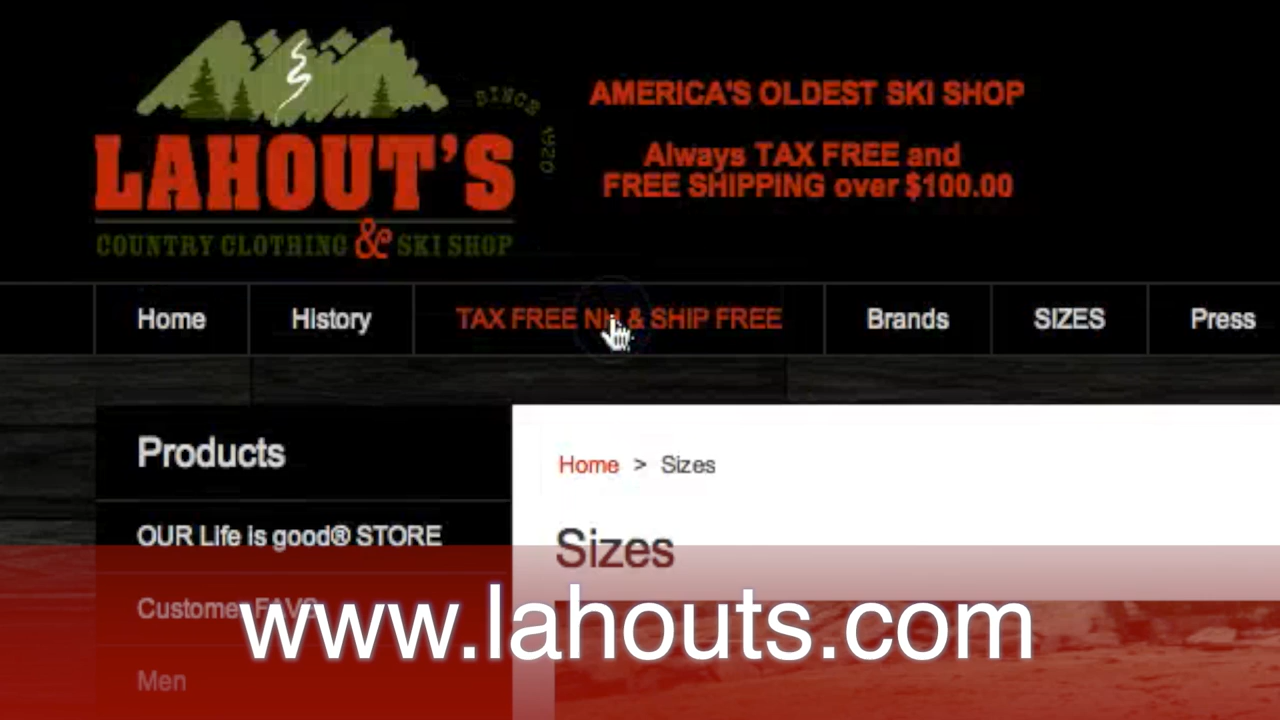 SINCE 1920
LAHOUT'S
COUNTRY CLOTHING & SKI SHOP
AMERICA'S OLDEST SKI SHOP
Always TAX FREE and
FREE SHIPPING over $100.00
Home History TAX FREE NH & SHIP FREE Brands SIZES Press
Products
Home > Sizes
OUR Life is good® STORE
Sizes
Customer FAVS
www.lahouts.com
Men